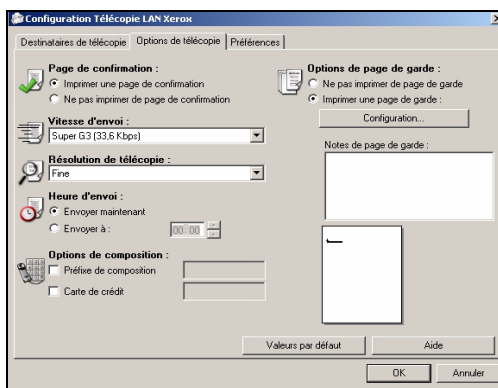 Configuration Télécopie LAN Xerox
Destinataires de télécopie
Options de télécopie
Préférences
Page de confirmation :
Imprimer une page de confirmation
Ne pas imprimer de page de confirmation
Vitesse d'envoi :
Super G3 (33,6 Kbps)
Résolution de télécopie :
Fine
Heure d'envoi :
Envoyer maintenant
Envoyer à :
00:00
Options de composition :
Préfixe de composition
Carte de crédit
Options de page de garde :
Ne pas imprimer de page de garde
Imprimer une page de garde :
Configuration...
Notes de page de garde :
Valeurs par défaut
Aide
OK
Annuler